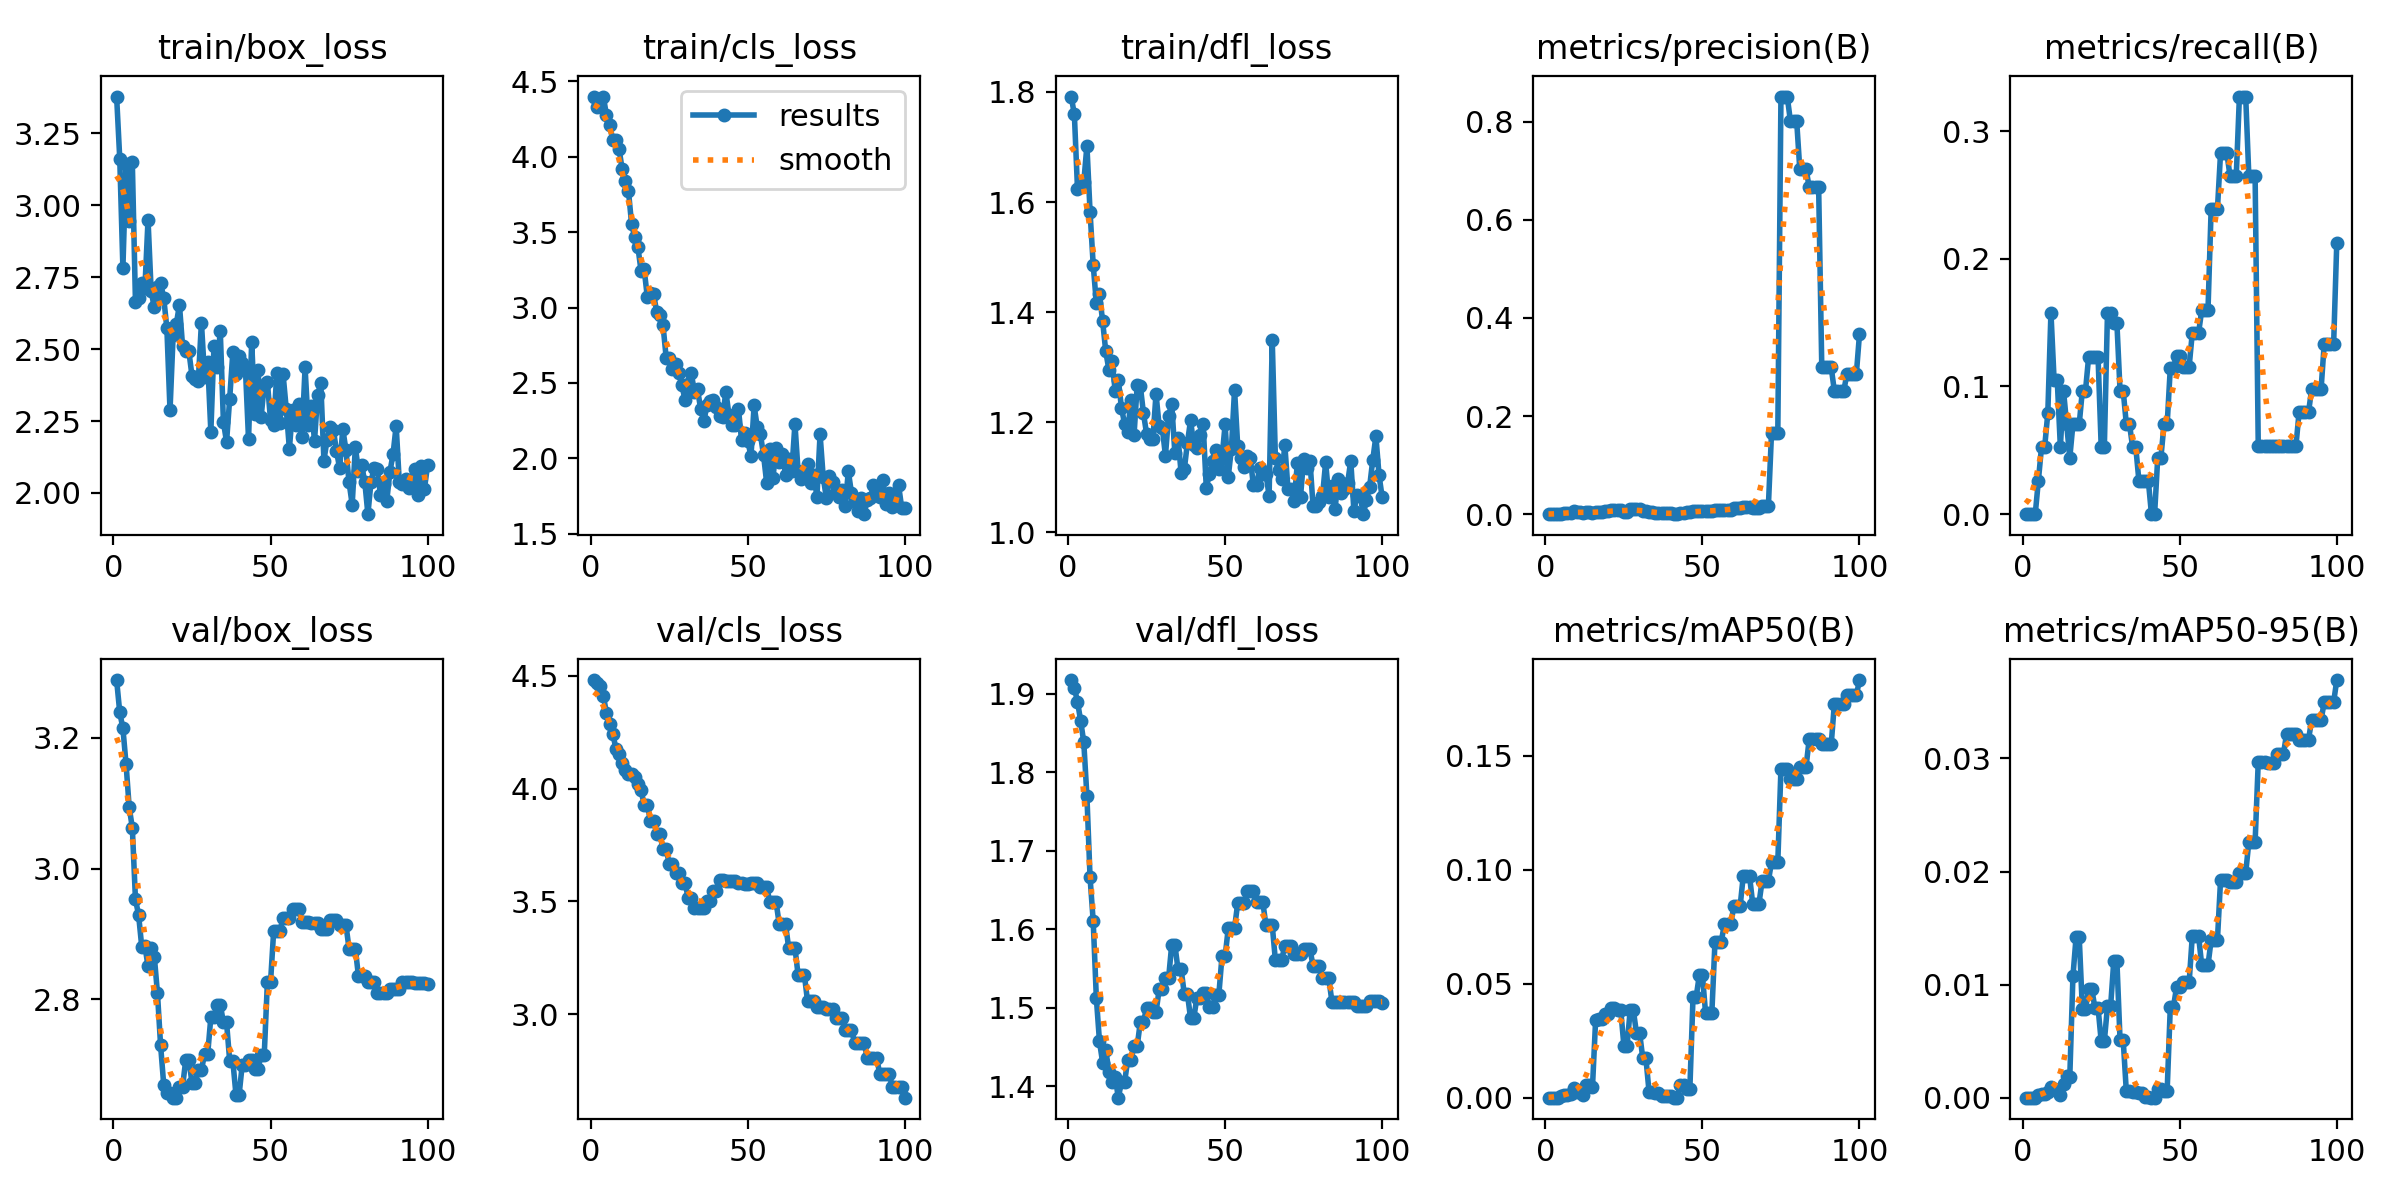 train/box_loss
3.25
3.00
2.75
2.50
2.25
2.00
0 50 100
train/cls_loss
4.5
4.0
3.5
3.0
2.5
2.0
1.5
results
smooth
0 50 100
train/dfl_loss
1.8
1.6
1.4
1.2
1.0
0 50 100
metrics/precision(B)
0.8
0.6
0.4
0.2
0.0
0 50 100
metrics/recall(B)
0.3
0.2
0.1
0.0
0 50 100
val/box_loss
3.2
3.0
2.8
0 50 100
val/cls_loss
4.5
4.0
3.5
3.0
0 50 100
val/dfl_loss
1.9
1.8
1.7
1.6
1.5
1.4
0 50 100
metrics/mAP50(B)
0.15
0.10
0.05
0.00
0 50 100
metrics/mAP50-95(B)
0.03
0.02
0.01
0.00
0 50 100